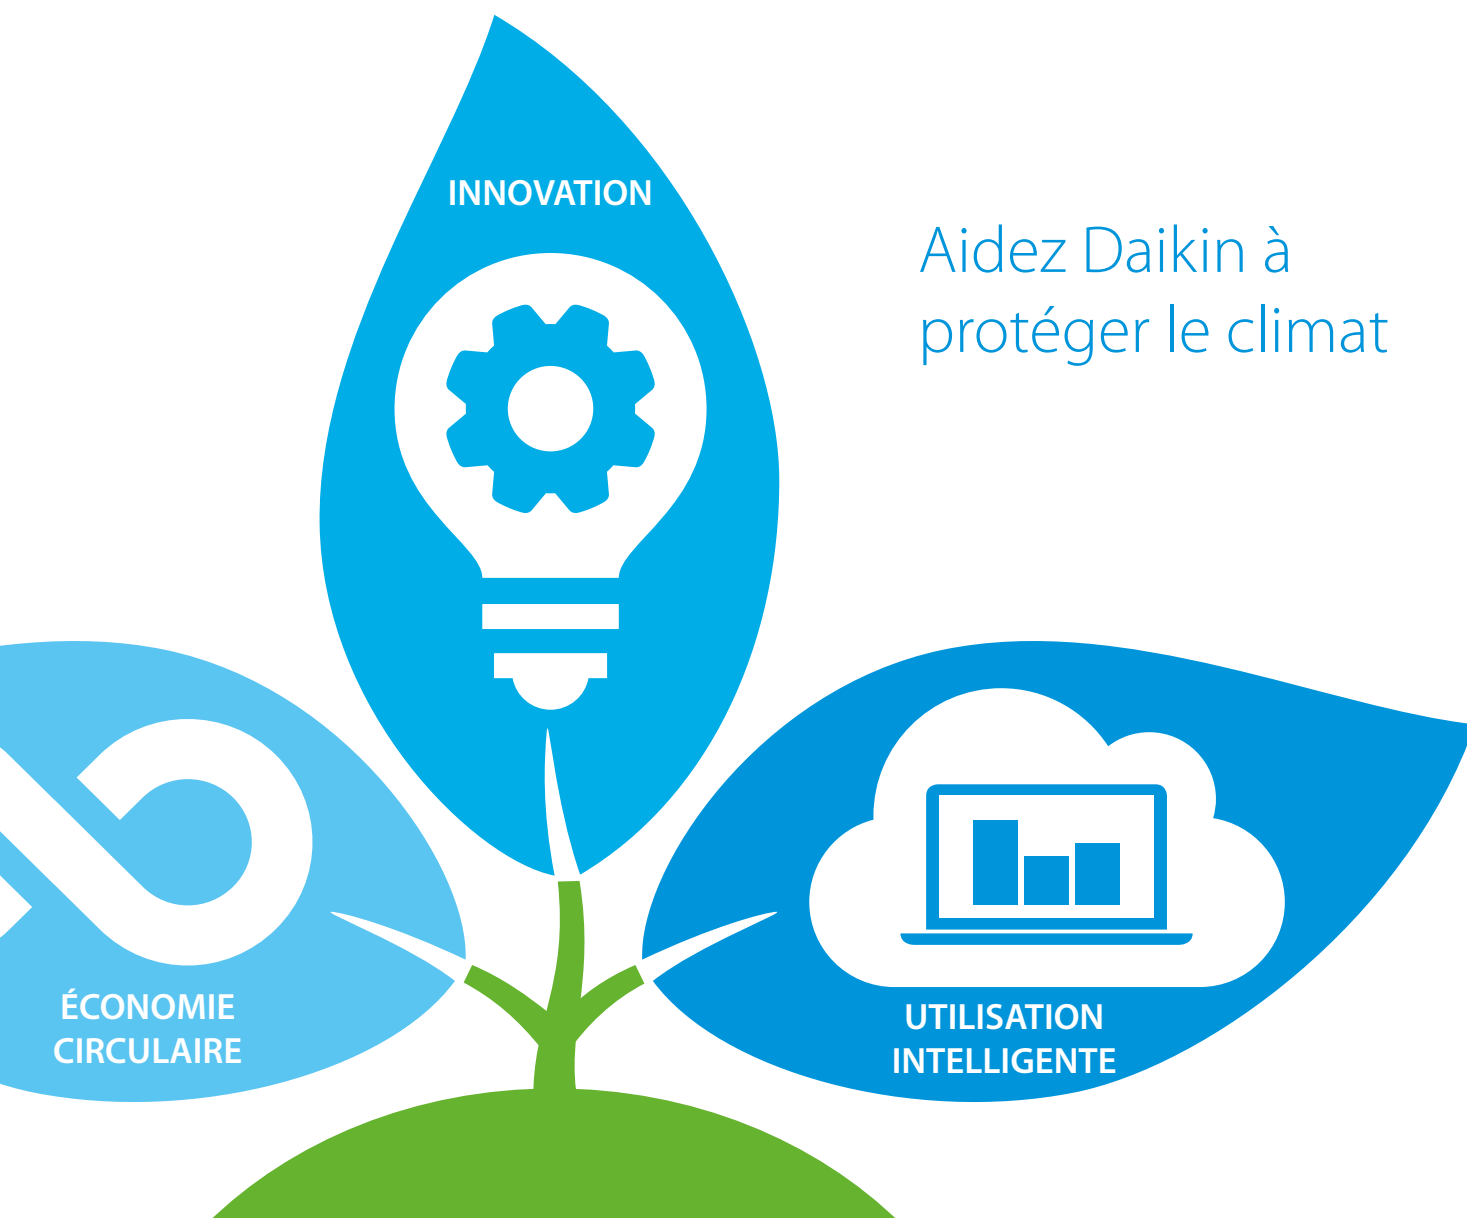 INNOVATION
Aidez Daikin à
protéger le climat
ÉCONOMIE
CIRCULAIRE
UTILISATION
INTELLIGENTE